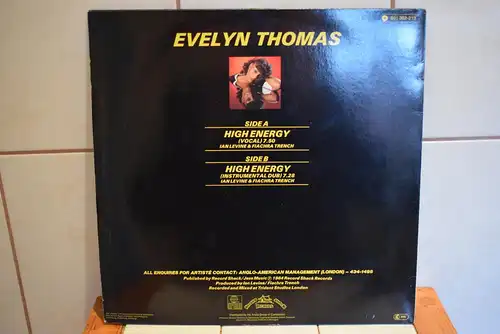 EVELYN THOMAS
SIDE A
HIGH ENERGY
(VOCAL) 7.50
IAN LEVINE & FIACHRA TRENCH
SIDE B
HIGH ENERGY
(INSTRUMENTAL DUB) 7.28
IAN LEVINE & FIACHRA TRENCH
ALL ENQUIRIES FOR ARTISTE CONTACT: ANGLO-AMERICAN MANAGEMENT (LONDON) – 434-1496
Published by Record Shack/Jess Music ℗ 1984 Record Shack Records
Produced by Ian Levine/Fiachra Trench
Recorded and Mixed at Trident Studios London